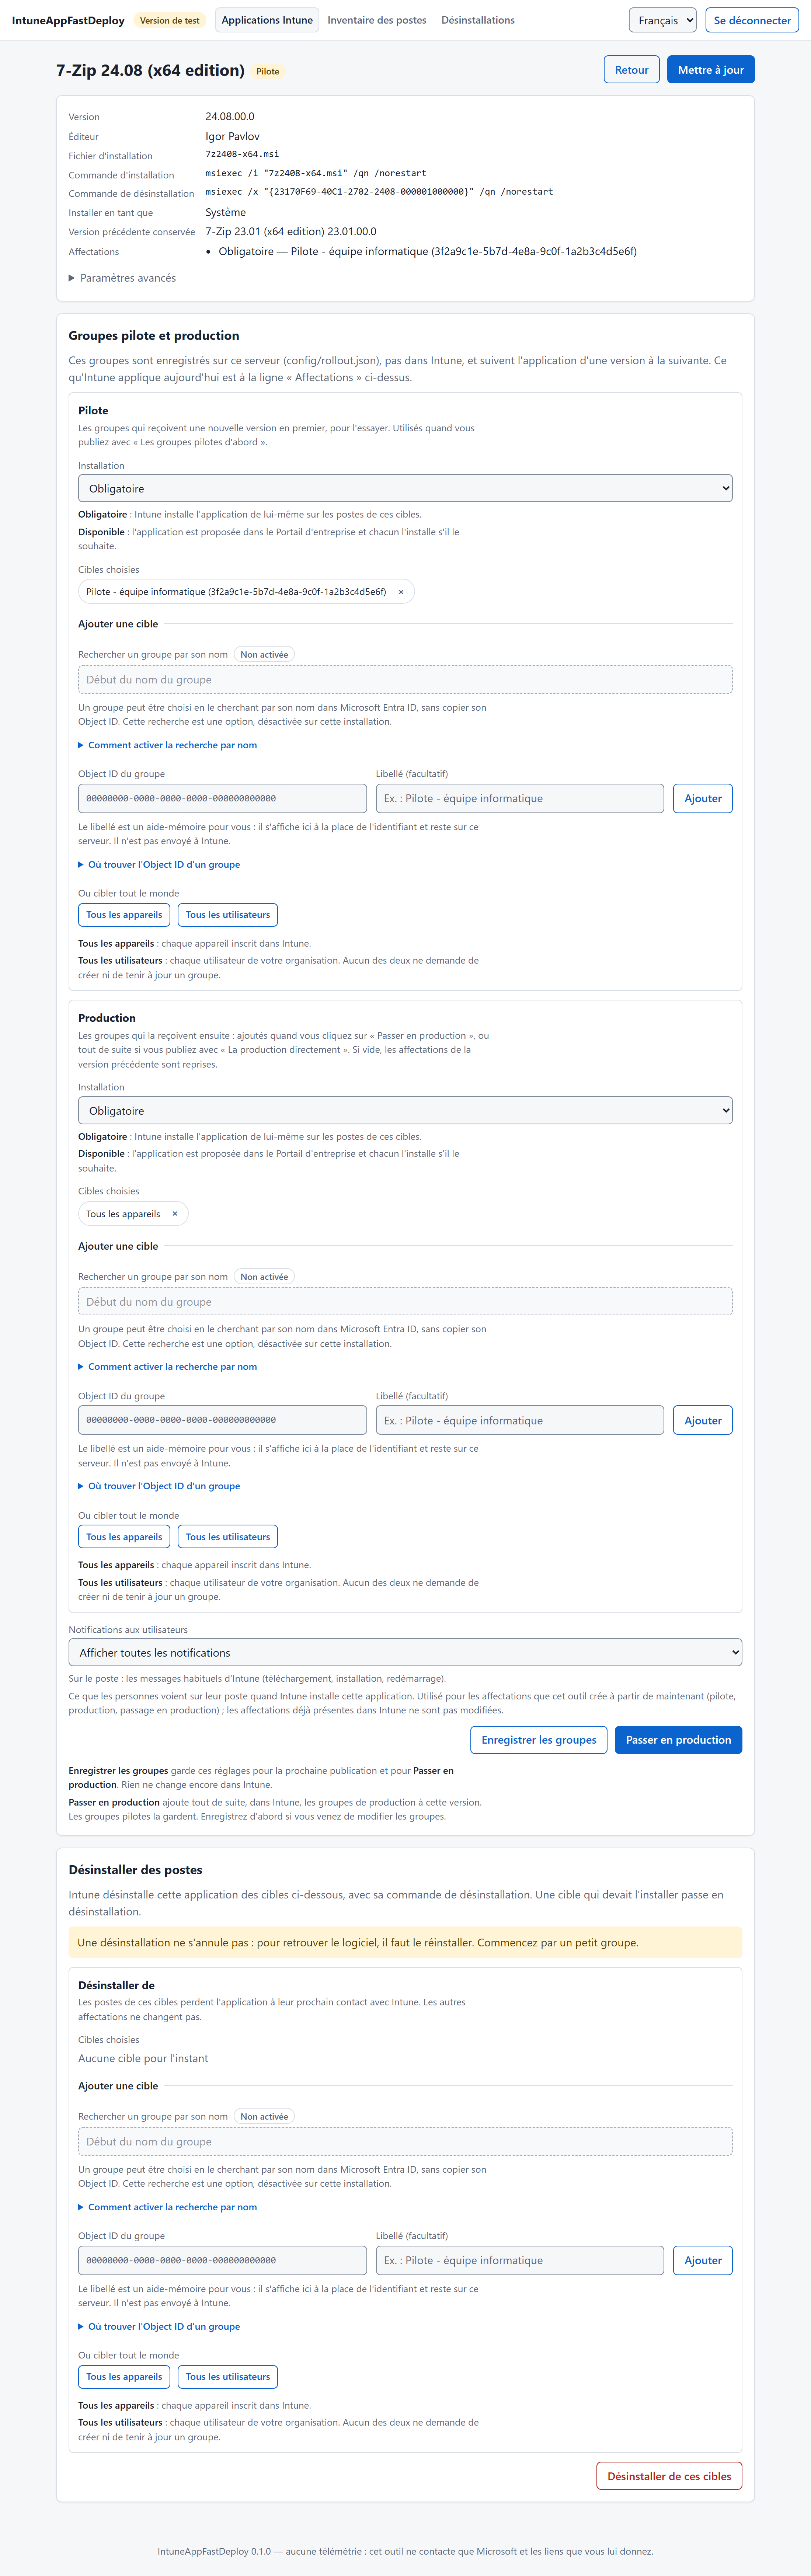 IntuneAppFastDeploy Version de test Applications Intune Inventaire des postes Désinstallations Français Se déconnecter
7-Zip 24.08 (x64 edition) Pilote Retour Mettre à jour
Version 24.08.00.0
Éditeur Igor Pavlov
Fichier d'installation 7z2408-x64.msi
Commande d'installation msiexec /i "7z2408-x64.msi" /qn /norestart
Commande de désinstallation msiexec /x "{23170F69-40C1-2702-2408-000001000000}" /qn /norestart
Installer en tant que Système
Version précédente conservée 7-Zip 23.01 (x64 edition) 23.01.00.0
Affectations • Obligatoire — Pilote - équipe informatique (3f2a9c1e-5b7d-4e8a-9c0f-1a2b3c4d5e6f)
▶ Paramètres avancés
Groupes pilote et production
Ces groupes sont enregistrés sur ce serveur (config/rollout.json), pas dans Intune, et suivent l'application d'une version à la suivante. Ce
qu'Intune applique aujourd'hui est à la ligne « Affectations » ci-dessus.
Pilote
Les groupes qui reçoivent une nouvelle version en premier, pour l'essayer. Utilisés quand vous
publiez avec « Les groupes pilotes d'abord ».
Installation
Obligatoire
Obligatoire : Intune installe l'application de lui-même sur les postes de ces cibles.
Disponible : l'application est proposée dans le Portail d'entreprise et chacun l'installe s'il le
souhaite.
Cibles choisies
Pilote - équipe informatique (3f2a9c1e-5b7d-4e8a-9c0f-1a2b3c4d5e6f) ×
Ajouter une cible
Rechercher un groupe par son nom Non activée
Début du nom du groupe
Un groupe peut être choisi en le cherchant par son nom dans Microsoft Entra ID, sans copier son
Object ID. Cette recherche est une option, désactivée sur cette installation.
▶ Comment activer la recherche par nom
Object ID du groupe Libellé (facultatif)
00000000-0000-0000-0000-000000000000 Ex. : Pilote - équipe informatique Ajouter
Le libellé est un aide-mémoire pour vous : il s'affiche ici à la place de l'identifiant et reste sur ce
serveur. Il n'est pas envoyé à Intune.
▶ Où trouver l'Object ID d'un groupe
Ou cibler tout le monde
Tous les appareils Tous les utilisateurs
Tous les appareils : chaque appareil inscrit dans Intune.
Tous les utilisateurs : chaque utilisateur de votre organisation. Aucun des deux ne demande de
créer ni de tenir à jour un groupe.
Production
Les groupes qui la reçoivent ensuite : ajoutés quand vous cliquez sur « Passer en production », ou
tout de suite si vous publiez avec « La production directement ». Si vide, les affectations de la
version précédente sont reprises.
Installation
Obligatoire
Obligatoire : Intune installe l'application de lui-même sur les postes de ces cibles.
Disponible : l'application est proposée dans le Portail d'entreprise et chacun l'installe s'il le
souhaite.
Cibles choisies
Tous les appareils ×
Ajouter une cible
Rechercher un groupe par son nom Non activée
Début du nom du groupe
Un groupe peut être choisi en le cherchant par son nom dans Microsoft Entra ID, sans copier son
Object ID. Cette recherche est une option, désactivée sur cette installation.
▶ Comment activer la recherche par nom
Object ID du groupe Libellé (facultatif)
00000000-0000-0000-0000-000000000000 Ex. : Pilote - équipe informatique Ajouter
Le libellé est un aide-mémoire pour vous : il s'affiche ici à la place de l'identifiant et reste sur ce
serveur. Il n'est pas envoyé à Intune.
▶ Où trouver l'Object ID d'un groupe
Ou cibler tout le monde
Tous les appareils Tous les utilisateurs
Tous les appareils : chaque appareil inscrit dans Intune.
Tous les utilisateurs : chaque utilisateur de votre organisation. Aucun des deux ne demande de
créer ni de tenir à jour un groupe.
Notifications aux utilisateurs
Afficher toutes les notifications
Sur le poste : les messages habituels d'Intune (téléchargement, installation, redémarrage).
Ce que les personnes voient sur leur poste quand Intune installe cette application. Utilisé pour les affectations que cet outil crée à partir de maintenant (pilote,
production, passage en production) ; les affectations déjà présentes dans Intune ne sont pas modifiées.
Enregistrer les groupes Passer en production
Enregistrer les groupes garde ces réglages pour la prochaine publication et pour Passer en
production. Rien ne change encore dans Intune.
Passer en production ajoute tout de suite, dans Intune, les groupes de production à cette version.
Les groupes pilotes la gardent. Enregistrez d'abord si vous venez de modifier les groupes.
Désinstaller des postes
Intune désinstalle cette application des cibles ci-dessous, avec sa commande de désinstallation. Une cible qui devait l'installer passe en
désinstallation.
Une désinstallation ne s'annule pas : pour retrouver le logiciel, il faut le réinstaller. Commencez par un petit groupe.
Désinstaller de
Les postes de ces cibles perdent l'application à leur prochain contact avec Intune. Les autres
affectations ne changent pas.
Cibles choisies
Aucune cible pour l'instant
Ajouter une cible
Rechercher un groupe par son nom Non activée
Début du nom du groupe
Un groupe peut être choisi en le cherchant par son nom dans Microsoft Entra ID, sans copier son
Object ID. Cette recherche est une option, désactivée sur cette installation.
▶ Comment activer la recherche par nom
Object ID du groupe Libellé (facultatif)
00000000-0000-0000-0000-000000000000 Ex. : Pilote - équipe informatique Ajouter
Le libellé est un aide-mémoire pour vous : il s'affiche ici à la place de l'identifiant et reste sur ce
serveur. Il n'est pas envoyé à Intune.
▶ Où trouver l'Object ID d'un groupe
Ou cibler tout le monde
Tous les appareils Tous les utilisateurs
Tous les appareils : chaque appareil inscrit dans Intune.
Tous les utilisateurs : chaque utilisateur de votre organisation. Aucun des deux ne demande de
créer ni de tenir à jour un groupe.
Désinstaller de ces cibles
IntuneAppFastDeploy 0.1.0 — aucune télémétrie : cet outil ne contacte que Microsoft et les liens que vous lui donnez.